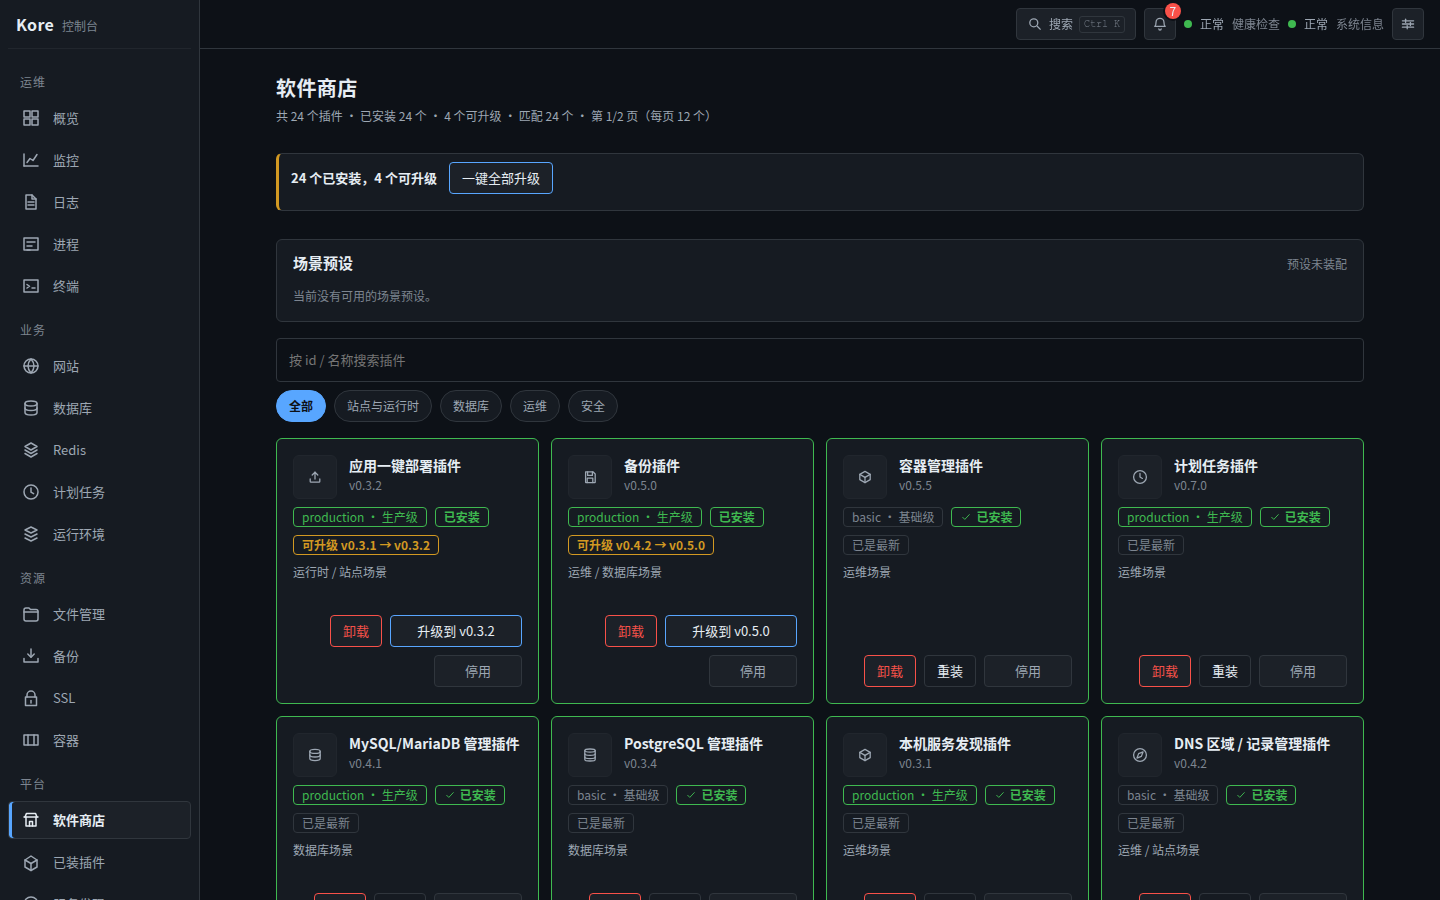 Kore 控制台
搜索 Ctrl K
7
正常 健康检查
正常 系统信息
运维
概览
监控
日志
进程
终端
业务
网站
数据库
Redis
计划任务
运行环境
资源
文件管理
备份
SSL
容器
平台
软件商店
已装插件
软件商店
共 24 个插件 · 已安装 24 个 · 4 个可升级 · 匹配 24 个 · 第 1/2 页（每页 12 个）
24 个已安装，4 个可升级 一键全部升级
场景预设 预设未装配
当前没有可用的场景预设。
按 id / 名称搜索插件
全部 站点与运行时 数据库 运维 安全
应用一键部署插件
v0.3.2
production · 生产级 已安装
可升级 v0.3.1 → v0.3.2
运行时 / 站点场景
卸载 升级到 v0.3.2
停用
备份插件
v0.5.0
production · 生产级 已安装
可升级 v0.4.2 → v0.5.0
运维 / 数据库场景
卸载 升级到 v0.5.0
停用
容器管理插件
v0.5.5
basic · 基础级 ✓ 已安装
已是最新
运维场景
卸载 重装 停用
计划任务插件
v0.7.0
production · 生产级 ✓ 已安装
已是最新
运维场景
卸载 重装 停用
MySQL/MariaDB 管理插件
v0.4.1
production · 生产级 ✓ 已安装
已是最新
数据库场景
PostgreSQL 管理插件
v0.3.4
basic · 基础级 ✓ 已安装
已是最新
数据库场景
本机服务发现插件
v0.3.1
production · 生产级 ✓ 已安装
已是最新
运维场景
DNS 区域 / 记录管理插件
v0.4.2
basic · 基础级 ✓ 已安装
已是最新
运维 / 站点场景